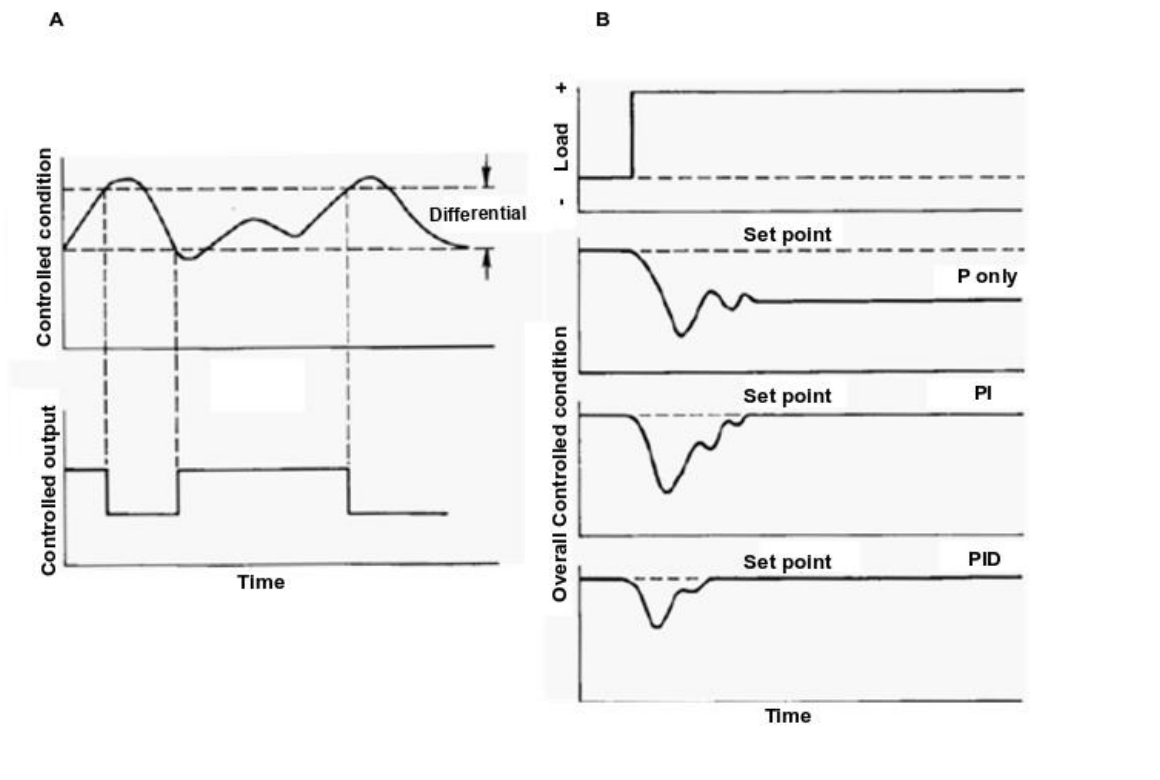 A
B
Controlled condition
Differential
Controlled output
Time
+
Load
-
Set point
P only
Overall Controlled condition
Set point
PI
Set point
PID
Time